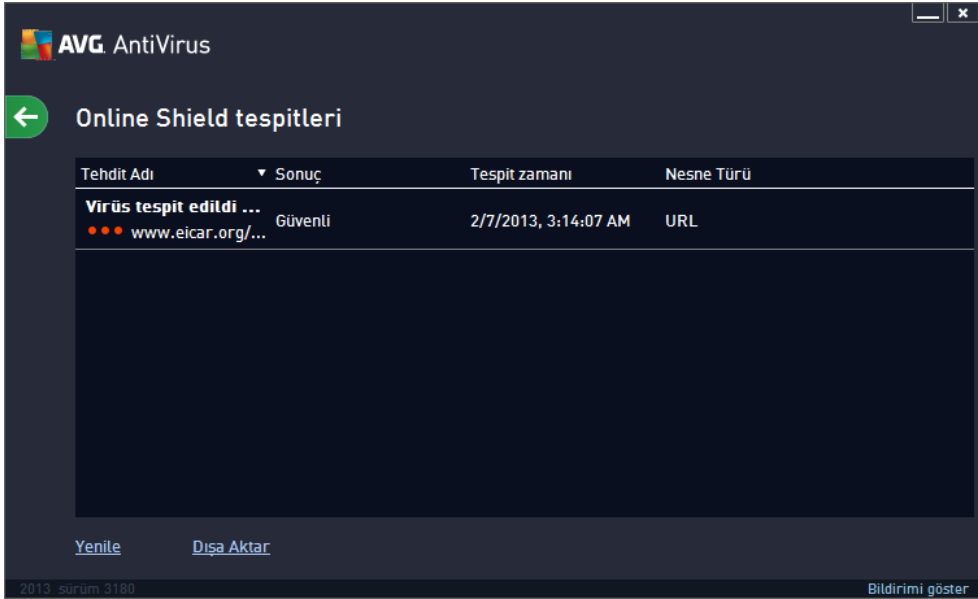 AVG. AntiVirus
Online Shield tespitleri
Tehdit Adı Sonuç Tespit zamanı Nesne Türü
Virüs tespit edildi ...
www.eicar.org/... Güvenli 2/7/2013, 3:14:07 AM URL
Yenile Dışa Aktar
2013 sürüm 3180 Bildirimi göster